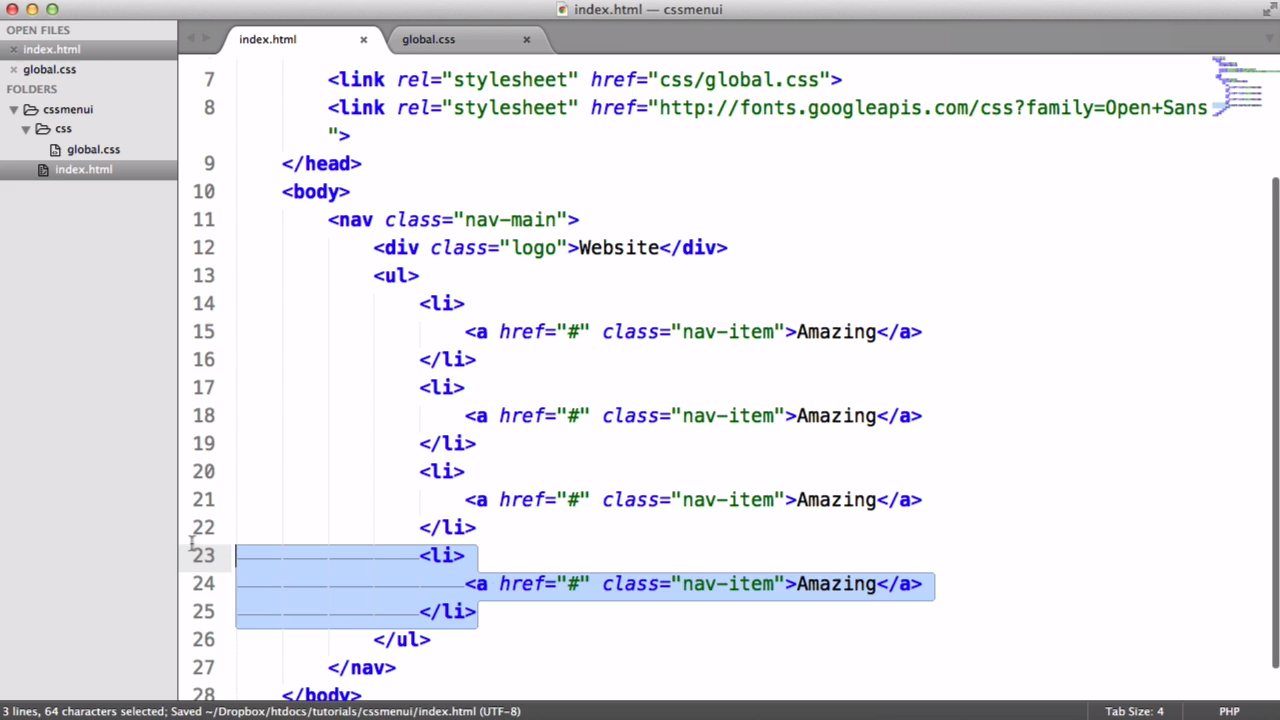 index.html — cssmenui
OPEN FILES
× index.html
× global.css
FOLDERS
cssmenui
css
global.css
index.html
index.html ×
global.css ×
7 <link rel="stylesheet" href="css/global.css">
8 <link rel="stylesheet" href="http://fonts.googleapis.com/css?family=Open+Sans
">
9 </head>
10 <body>
11 <nav class="nav-main">
12 <div class="logo">Website</div>
13 <ul>
14 <li>
15 <a href="#" class="nav-item">Amazing</a>
16 </li>
17 <li>
18 <a href="#" class="nav-item">Amazing</a>
19 </li>
20 <li>
21 <a href="#" class="nav-item">Amazing</a>
22 </li>
23 <li>
24 <a href="#" class="nav-item">Amazing</a>
25 </li>
26 </ul>
27 </nav>
28 </body>
3 lines, 64 characters selected; Saved ~/Dropbox/htdocs/tutorials/cssmenui/index.html (UTF-8)
Tab Size: 4
PHP